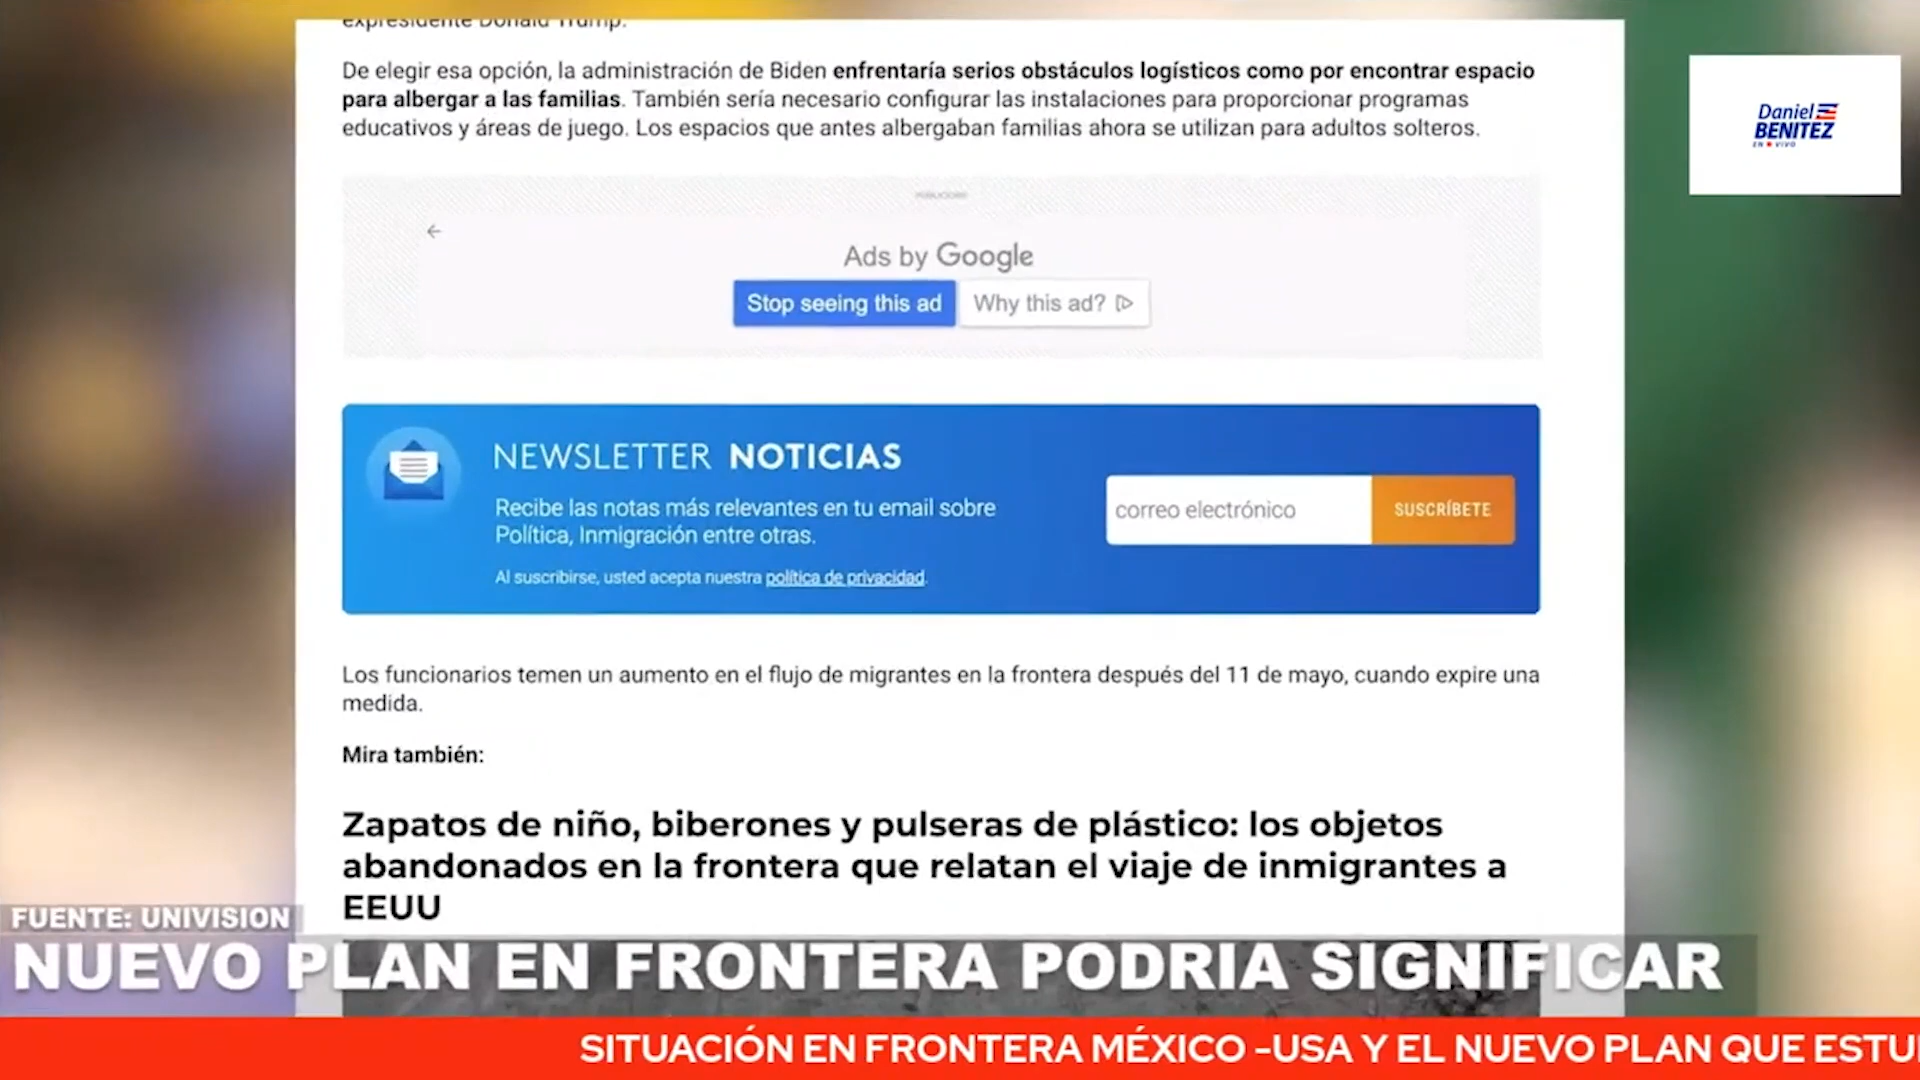 expresidente Donald Trump.
De elegir esa opción, la administración de Biden enfrentaría serios obstáculos logísticos como por encontrar espacio
para albergar a las familias. También sería necesario configurar las instalaciones para proporcionar programas
educativos y áreas de juego. Los espacios que antes albergaban familias ahora se utilizan para adultos solteros.
Daniel
BENITEZ
EN VIVO
PUBLICIDAD
Ads by Google
Stop seeing this ad
Why this ad?
NEWSLETTER NOTICIAS
Recibe las notas más relevantes en tu email sobre
Política, Inmigración entre otras.
Al suscribirse, usted acepta nuestra política de privacidad.
correo electrónico
SUSCRÍBETE
Los funcionarios temen un aumento en el flujo de migrantes en la frontera después del 11 de mayo, cuando expire una
medida.
Mira también:
Zapatos de niño, biberones y pulseras de plástico: los objetos
abandonados en la frontera que relatan el viaje de inmigrantes a
EEUU
FUENTE: UNIVISION
NUEVO PLAN EN FRONTERA PODRIA SIGNIFICAR
SITUACIÓN EN FRONTERA MÉXICO -USA Y EL NUEVO PLAN QUE ESTU